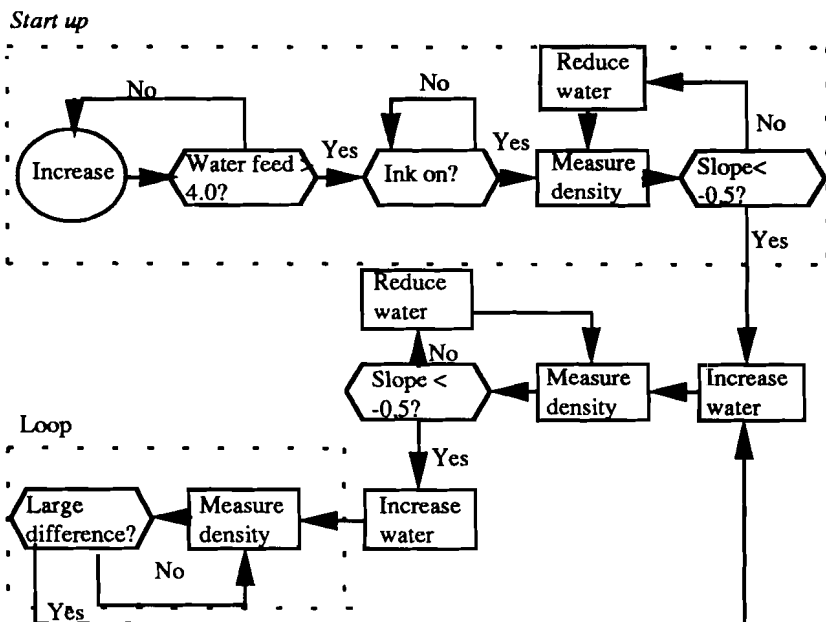 Start up
Reduce
water
No
No
No
Increase
Water feed >
4.0?
Yes
Ink on?
Yes
Measure
density
Slope<
-0.5?
Yes
Reduce
water
No
Slope <
-0.5?
Measure
density
Increase
water
Yes
Loop
Large
difference?
Measure
density
Increase
water
No
Yes